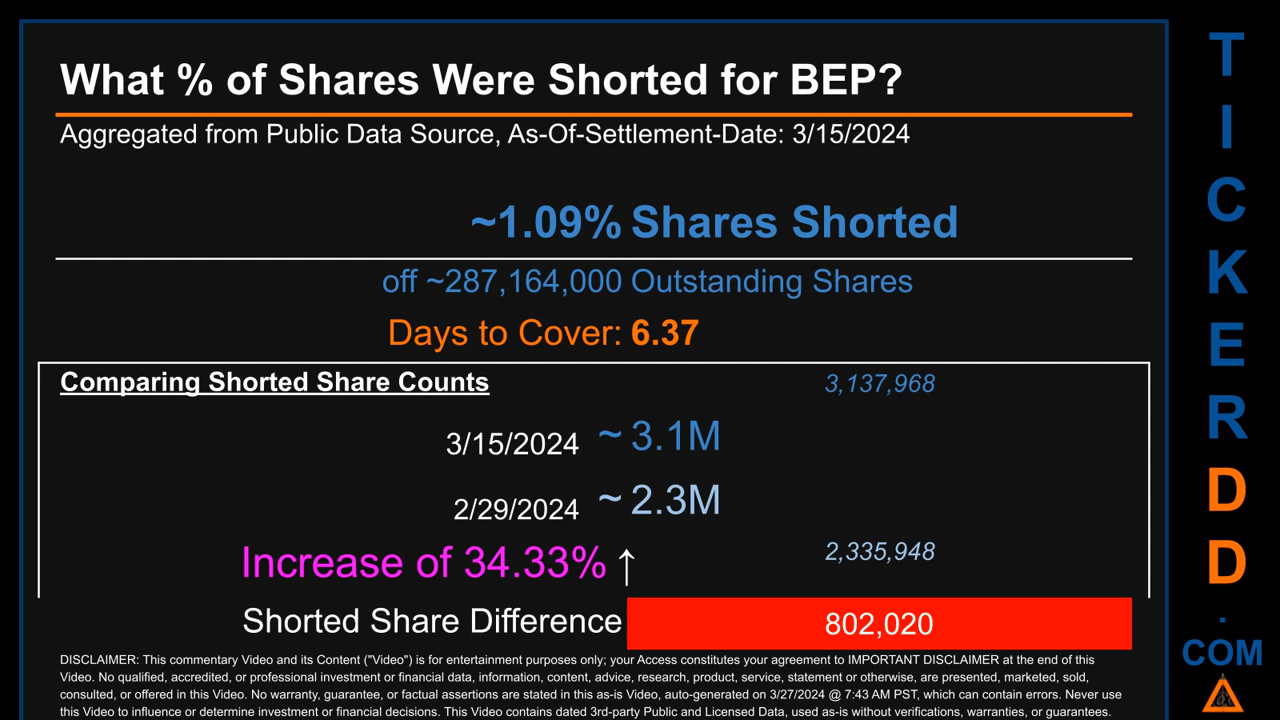 What % of Shares Were Shorted for BEP?
Aggregated from Public Data Source, As-Of-Settlement-Date: 3/15/2024
~1.09% Shares Shorted
off ~287,164,000 Outstanding Shares
Days to Cover: 6.37
Comparing Shorted Share Counts 3,137,968
3/15/2024 ~ 3.1M
2/29/2024 ~ 2.3M
Increase of 34.33% ↑ 2,335,948
Shorted Share Difference 802,020
DISCLAIMER: This commentary Video and its Content ("Video") is for entertainment purposes only; your Access constitutes your agreement to IMPORTANT DISCLAIMER at the end of this
Video. No qualified, accredited, or professional investment or financial data, information, content, advice, research, product, service, statement or otherwise, are presented, marketed, sold,
consulted, or offered in this Video. No warranty, guarantee, or factual assertions are stated in this as-is Video, auto-generated on 3/27/2024 @ 7:43 AM PST, which can contain errors. Never use
this Video to influence or determine investment or financial decisions. This Video contains dated 3rd-party Public and Licensed Data, used as-is without verifications, warranties, or guarantees.
T
I
C
K
E
R
D
D
.
COM